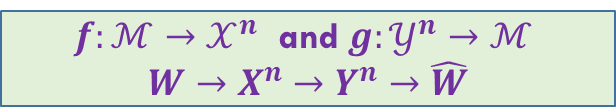 f: ℳ → 𝒳ⁿ and g: 𝒴ⁿ → ℳ
W → Xⁿ → Yⁿ → Ŵ